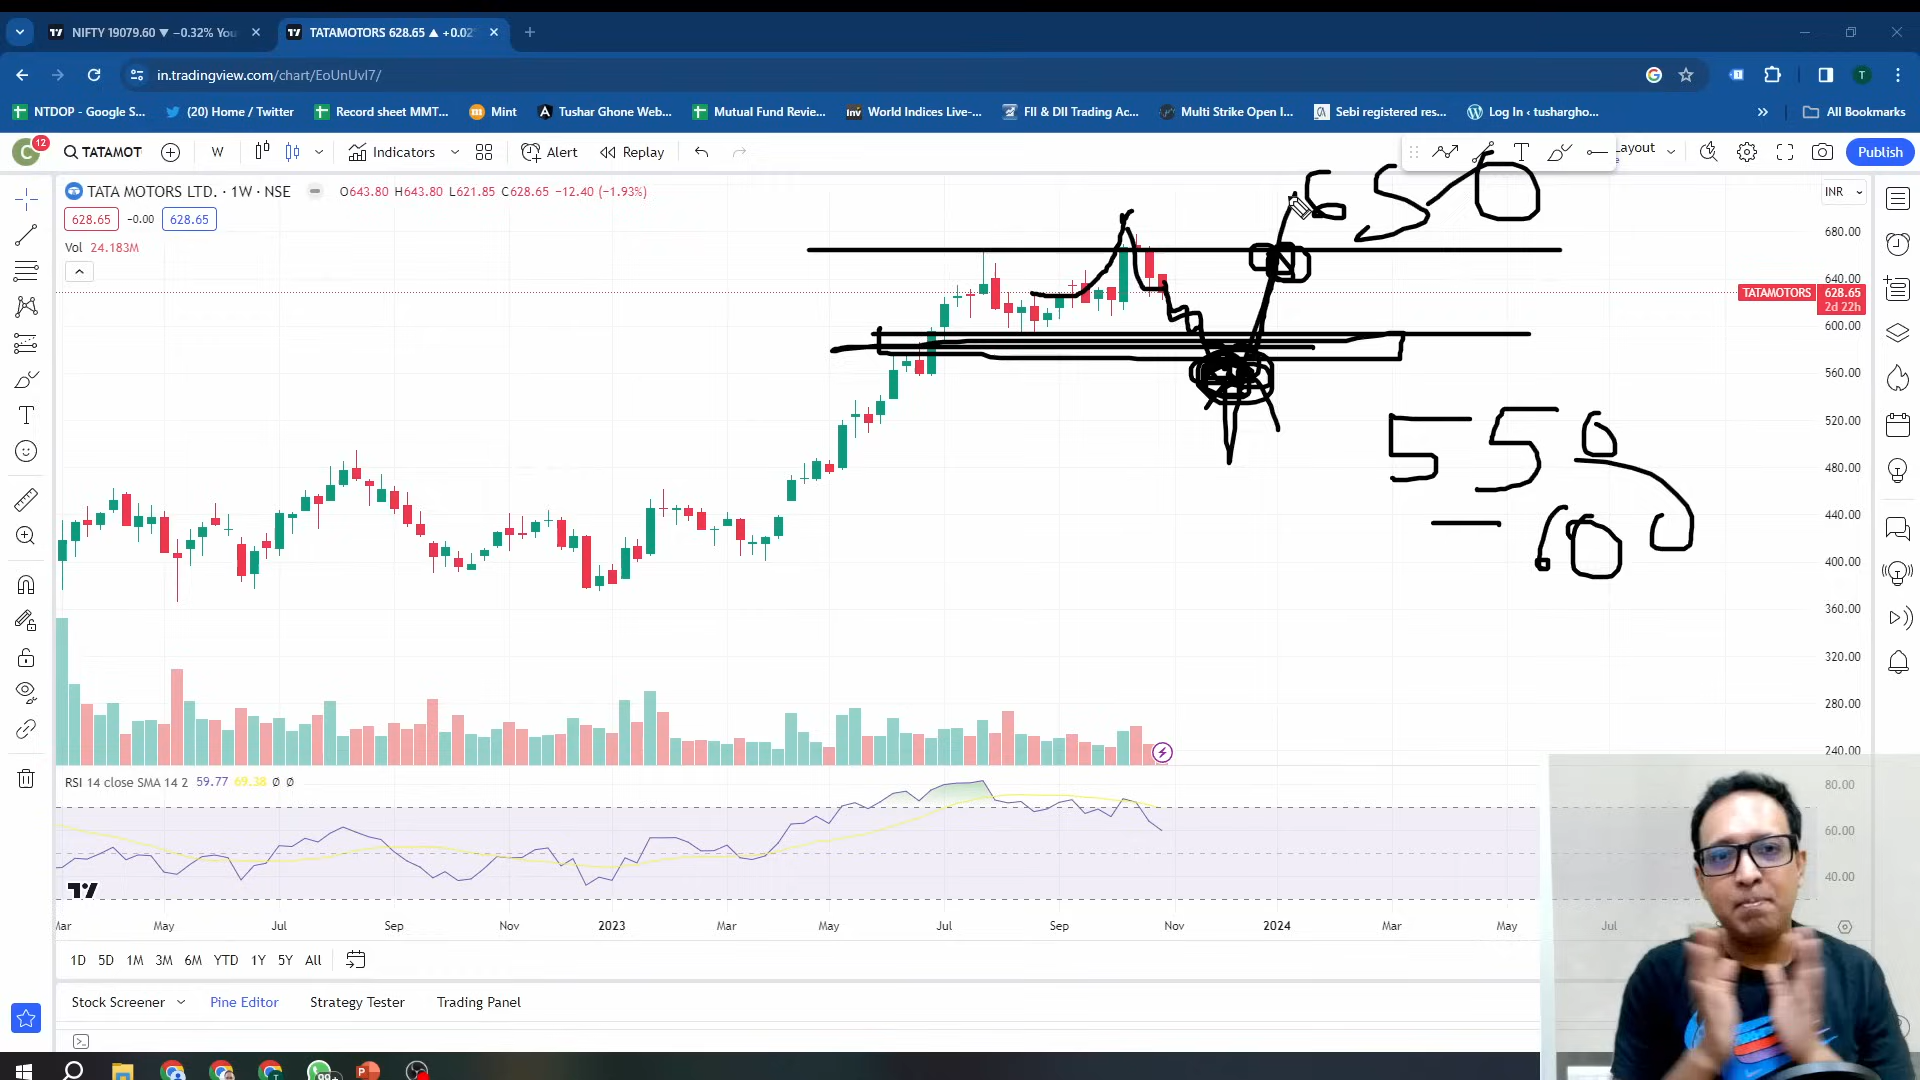 NIFTY 19079.60 ▼ −0.32% You
TATAMOTORS 628.65 ▲ +0.02
in.tradingview.com/chart/EoUnUvl7/
NTDOP - Google S...
(20) Home / Twitter
Record sheet MMT...
Mint
Tushar Ghone Web...
Mutual Fund Review...
World Indices Live-...
FII & DII Trading Ac...
Multi Strike Open I...
Sebi registered res...
Log In ‹ tushargho...
All Bookmarks
C 12 TATAMOT W Indicators Alert Replay Layout Publish
TATA MOTORS LTD. · 1W · NSE O643.80 H643.80 L621.85 C628.65 −12.40 (−1.93%)
628.65 −0.00 628.65
Vol 24.183M
INR
650
680.00
640.00
TATAMOTORS 628.65
2d 22h
600.00
560.00
520.00
550
480.00
440.00
400.00
360.00
320.00
280.00
240.00
RSI 14 close SMA 14 2 59.77 69.38 Ø Ø
80.00
60.00
40.00
Mar May Jul Sep Nov 2023 Mar May Jul Sep Nov 2024 Mar May Jul
1D 5D 1M 3M 6M YTD 1Y 5Y All
Stock Screener Pine Editor Strategy Tester Trading Panel
99+